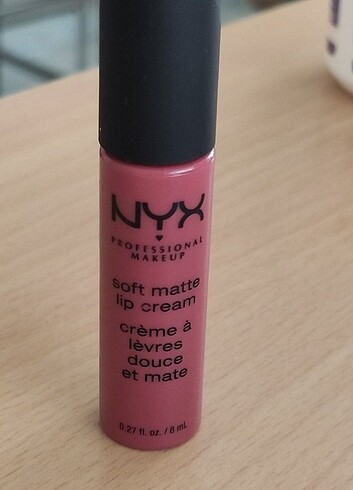 NYX
PROFESSIONAL
MAKEUP
soft matte
lip cream
crème à
lèvres
douce
et mate
0.27 fl. oz. / 8 mL